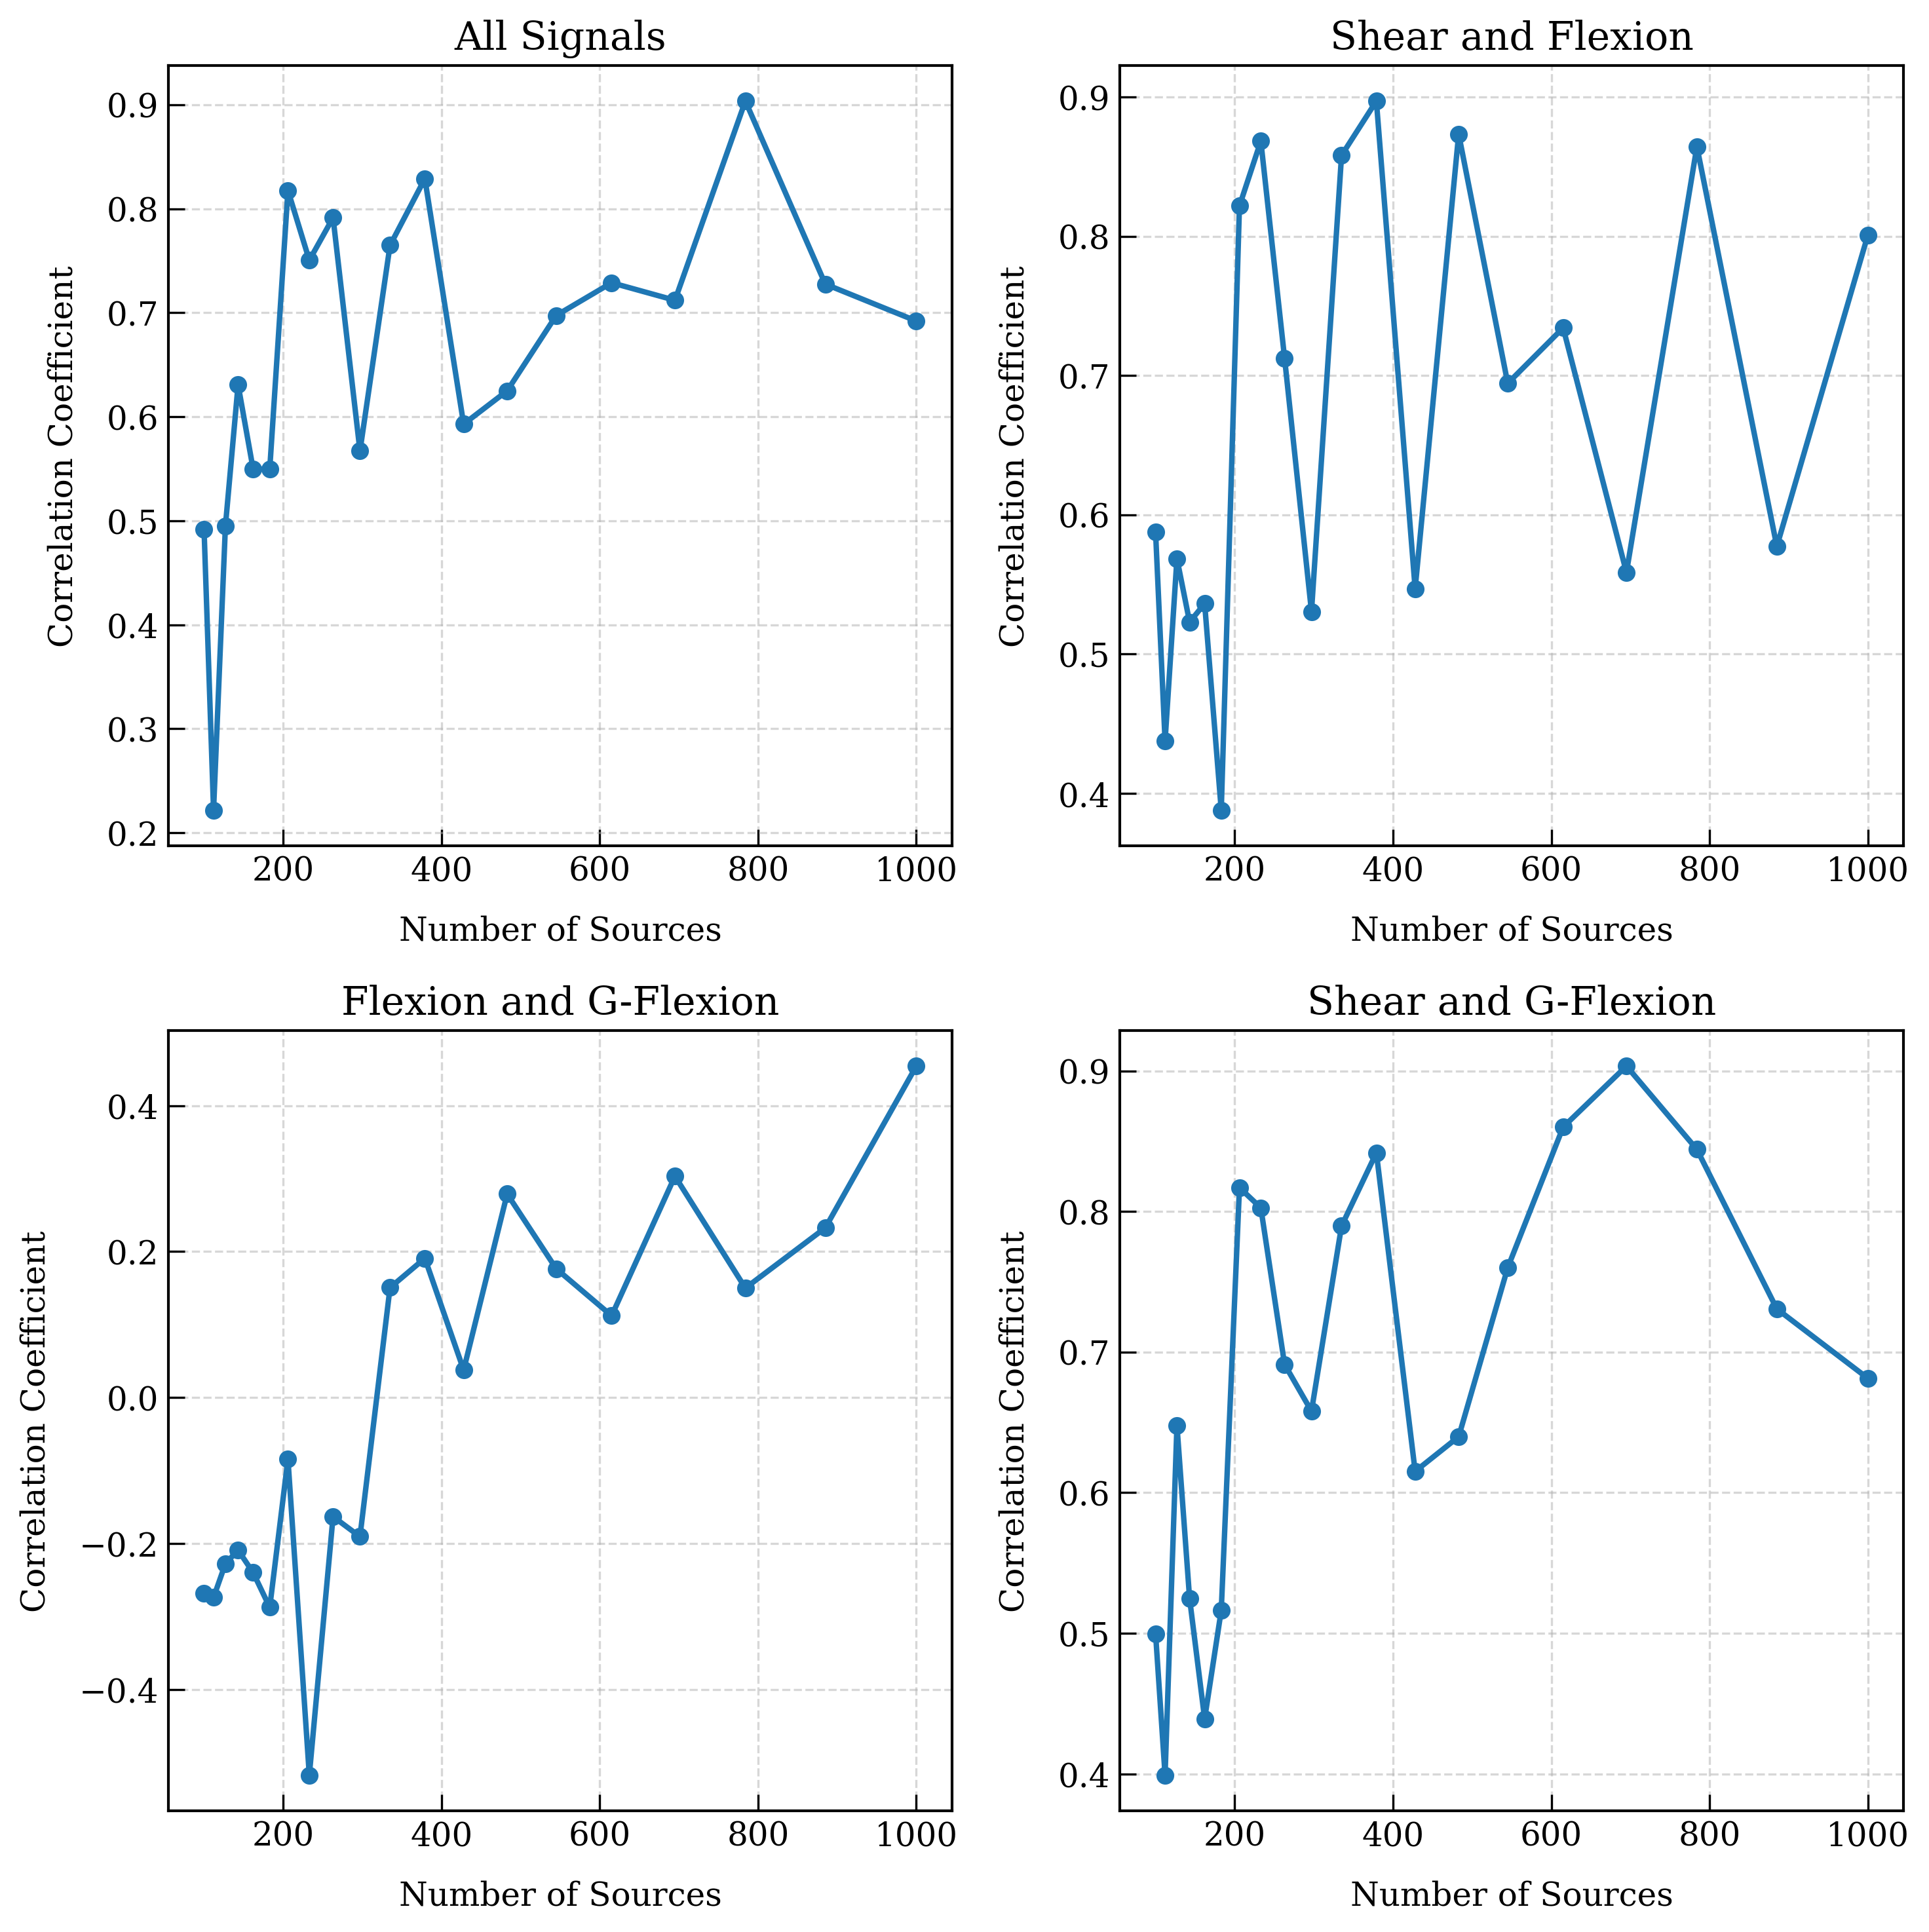 All Signals
Correlation Coefficient
0.9
0.8
0.7
0.6
0.5
0.4
0.3
0.2
200 400 600 800 1000
Number of Sources
Shear and Flexion
Correlation Coefficient
0.9
0.8
0.7
0.6
0.5
0.4
200 400 600 800 1000
Number of Sources
Flexion and G-Flexion
Correlation Coefficient
0.4
0.2
0.0
−0.2
−0.4
200 400 600 800 1000
Number of Sources
Shear and G-Flexion
Correlation Coefficient
0.9
0.8
0.7
0.6
0.5
0.4
200 400 600 800 1000
Number of Sources